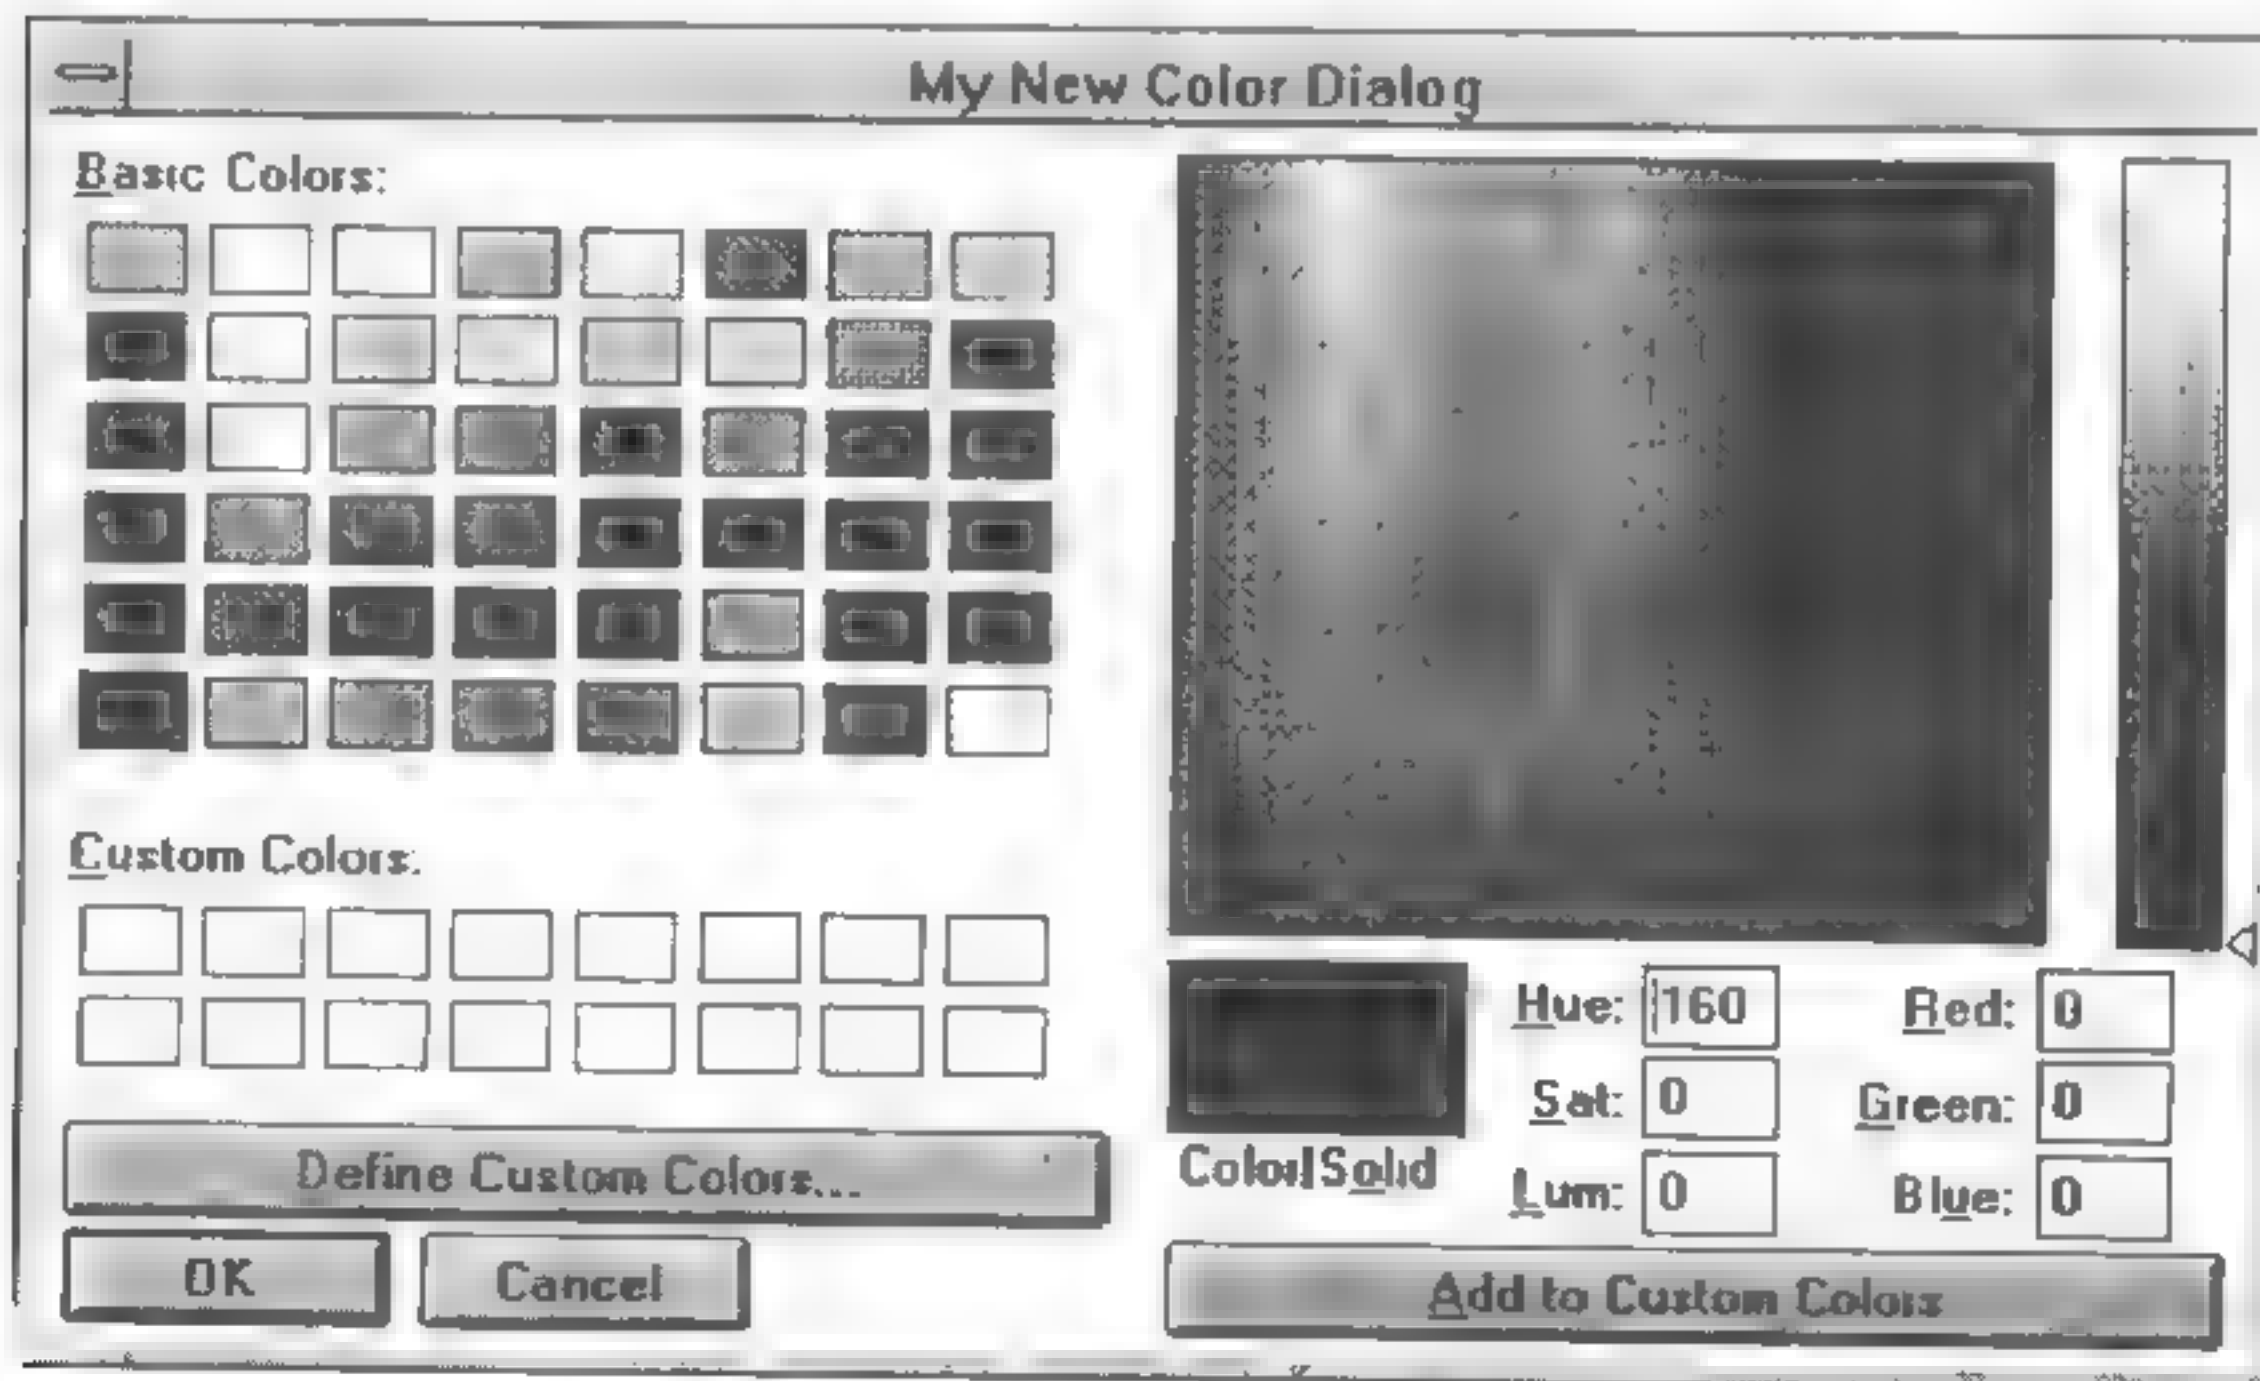 My New Color Dialog
Basic Colors:
Custom Colors:
Define Custom Colors...
OK
Cancel
Color|Solid
Hue: 160
Sat: 0
Lum: 0
Red: 0
Green: 0
Blue: 0
Add to Custom Colors